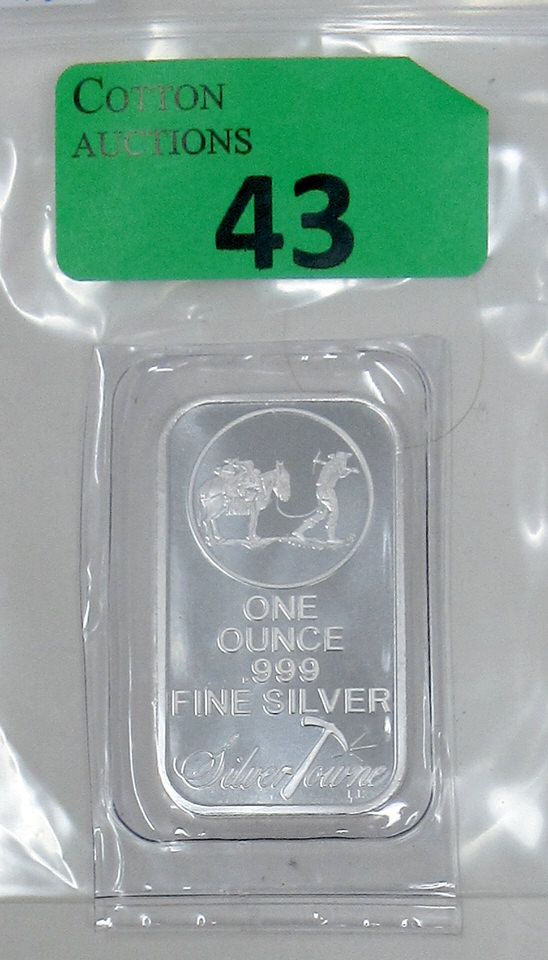 COTTON
AUCTIONS
43
ONE
OUNCE
.999
FINE SILVER
SilverTowne